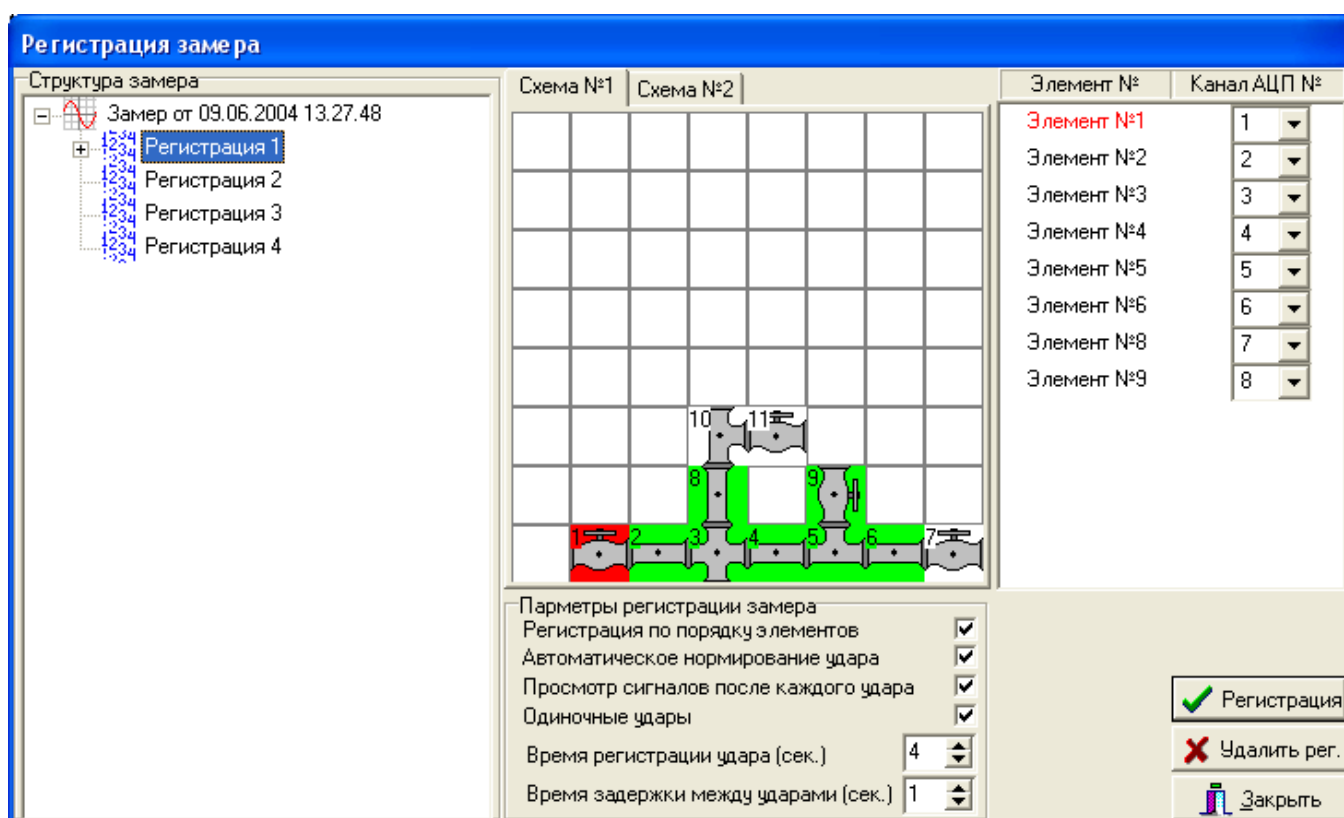 Регистрация замера
Структура замера
Замер от 09.06.2004 13.27.48
Регистрация 1
Регистрация 2
Регистрация 3
Регистрация 4
Схема №1 Схема №2
10 11
8 9
1 2 3 4 5 6 7
Парметры регистрации замера
Регистрация по порядку элементов
Автоматическое нормирование удара
Просмотр сигналов после каждого удара
Одиночные удары
Время регистрации удара (сек.) 4
Время задержки между ударами (сек.) 1
Элемент № Канал АЦП №
Элемент №1 1
Элемент №2 2
Элемент №3 3
Элемент №4 4
Элемент №5 5
Элемент №6 6
Элемент №8 7
Элемент №9 8
Регистрация
Удалить рег.
Закрыть